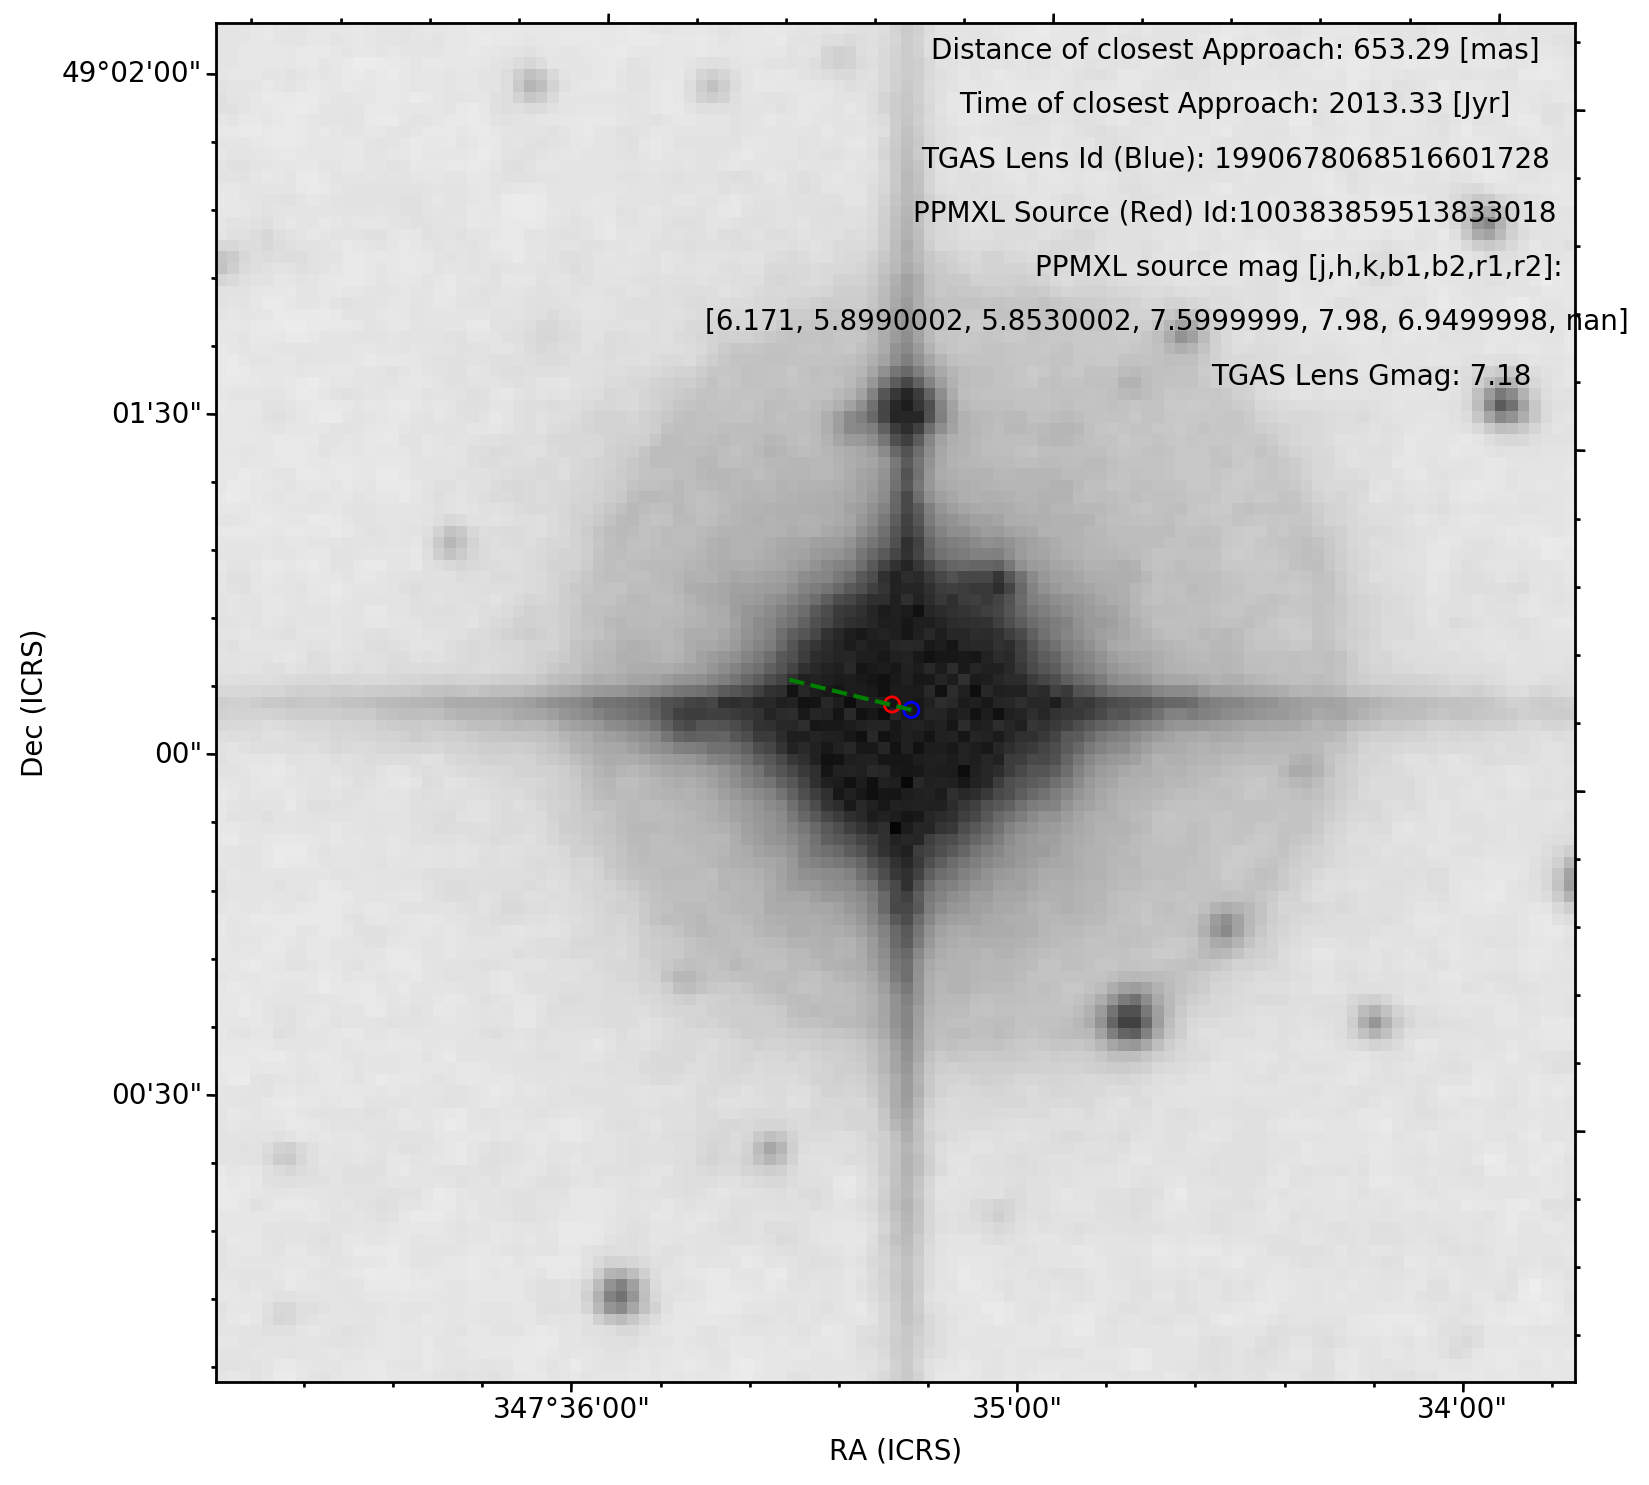 Distance of closest Approach: 653.29 [mas]
Time of closest Approach: 2013.33 [Jyr]
TGAS Lens Id (Blue): 1990678068516601728
PPMXL Source (Red) Id:100383859513833018
PPMXL source mag [j,h,k,b1,b2,r1,r2]:
[6.171, 5.8990002, 5.8530002, 7.5999999, 7.98, 6.9499998, nan]
TGAS Lens Gmag: 7.18
49°02'00"
01'30"
00"
00'30"
Dec (ICRS)
347°36'00" 35'00" 34'00"
RA (ICRS)